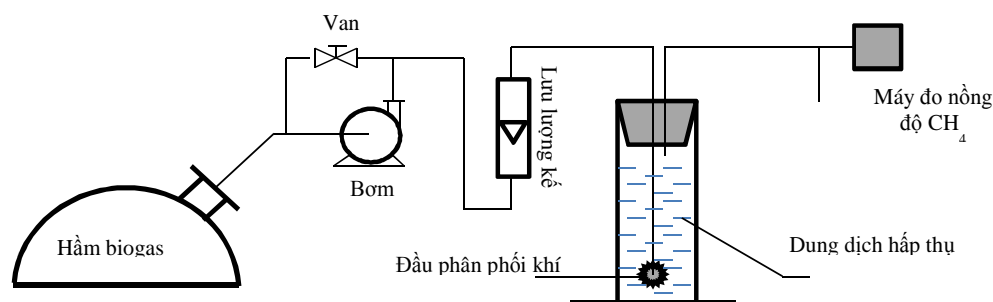 Van
Lưu lượng kế
Máy đo nồng
độ CH4
Bơm
Hầm biogas
Dung dịch hấp thụ
Đầu phân phối khí